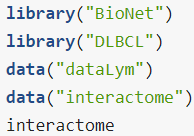 library("BioNet")
library("DLBCL")
data("dataLym")
data("interactome")
interactome